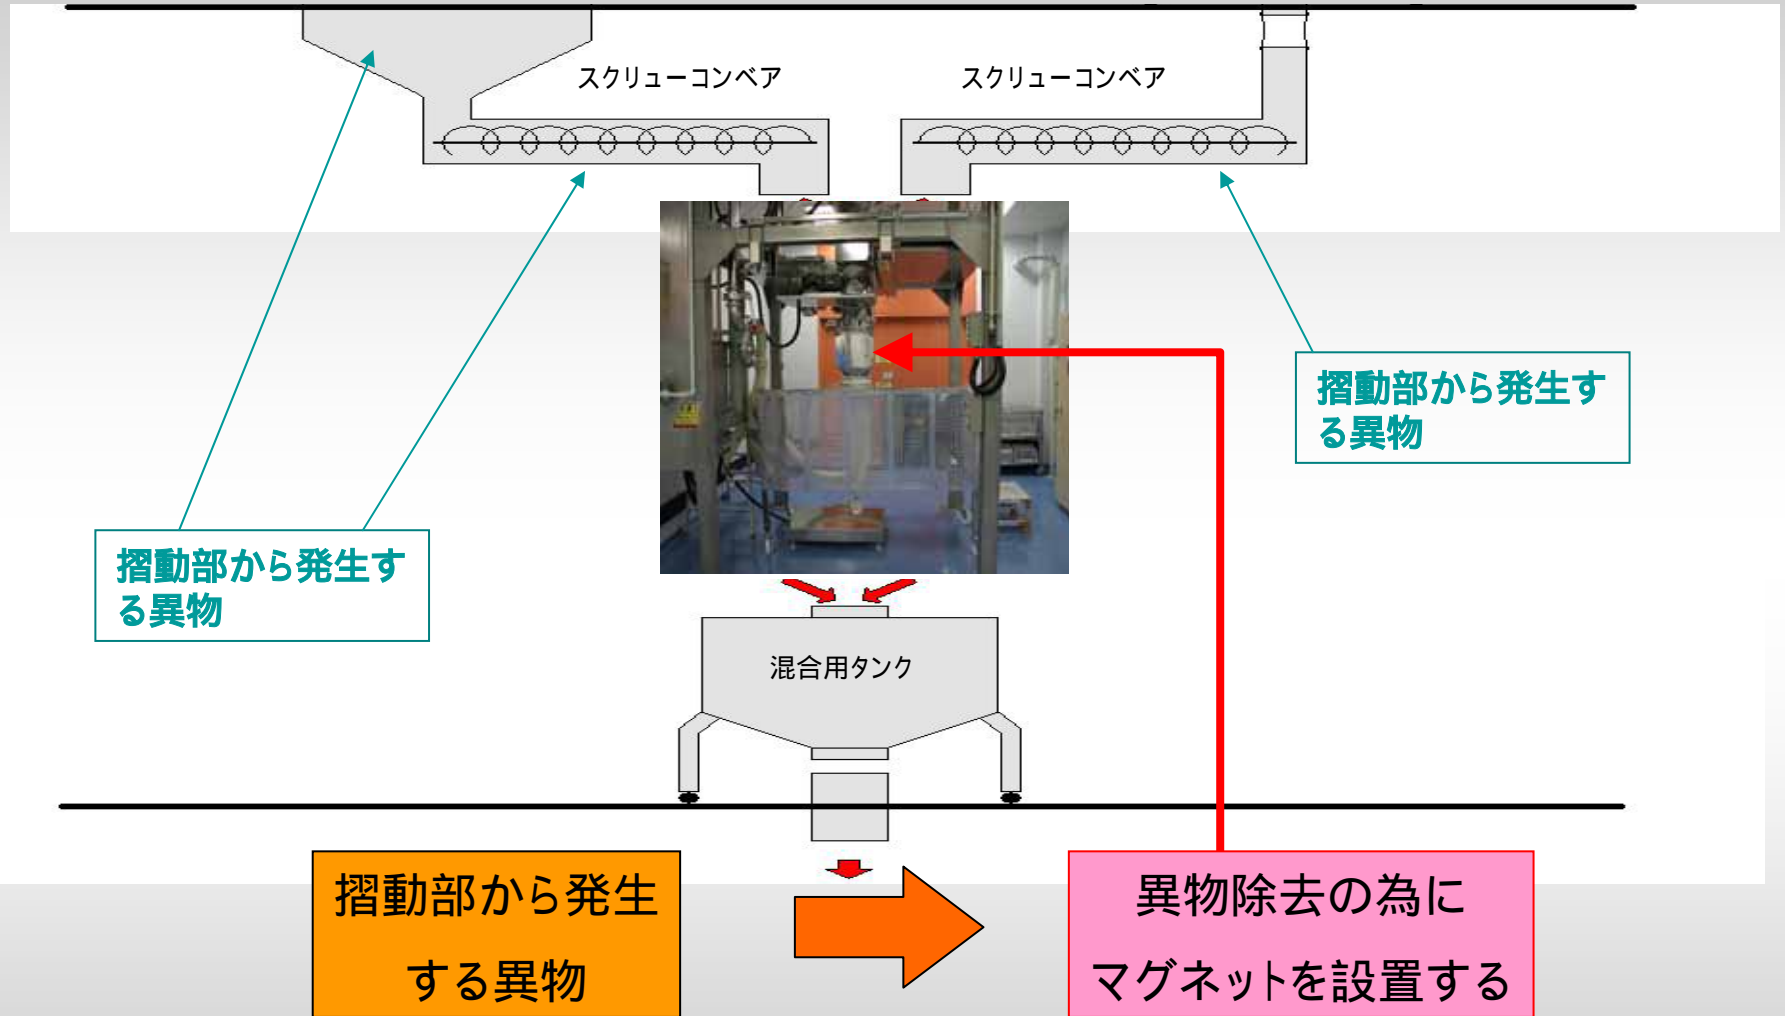 スクリューコンベア
スクリューコンベア
摺動部から発生す
る異物
摺動部から発生す
る異物
混合用タンク
摺動部から発生
する異物
異物除去の為に
マグネットを設置する